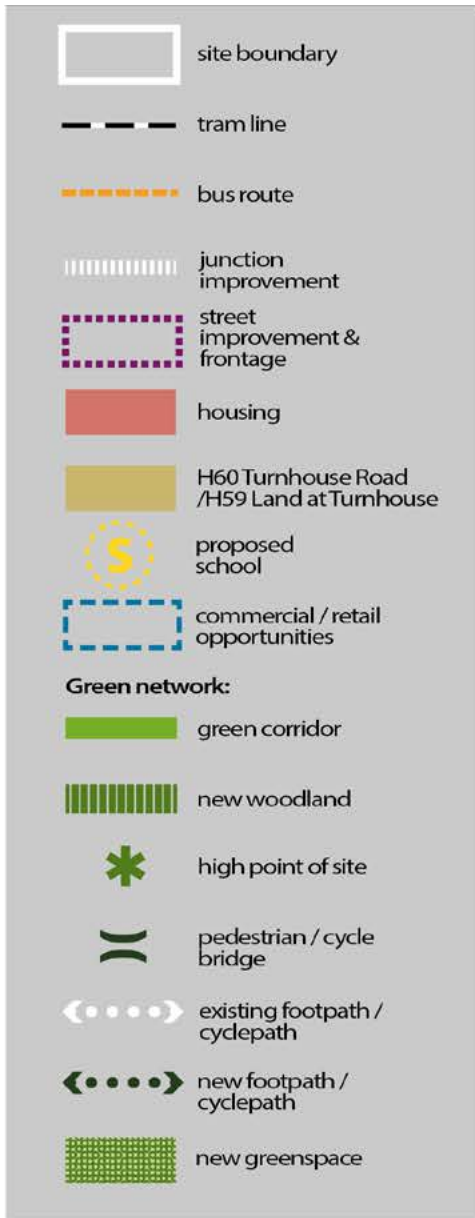 site boundary
tram line
bus route
junction
improvement
street
improvement &
frontage
housing
H60 Turnhouse Road
/H59 Land at Turnhouse
S
proposed
school
commercial / retail
opportunities
Green network:
green corridor
new woodland
high point of site
pedestrian / cycle
bridge
existing footpath /
cyclepath
new footpath /
cyclepath
new greenspace